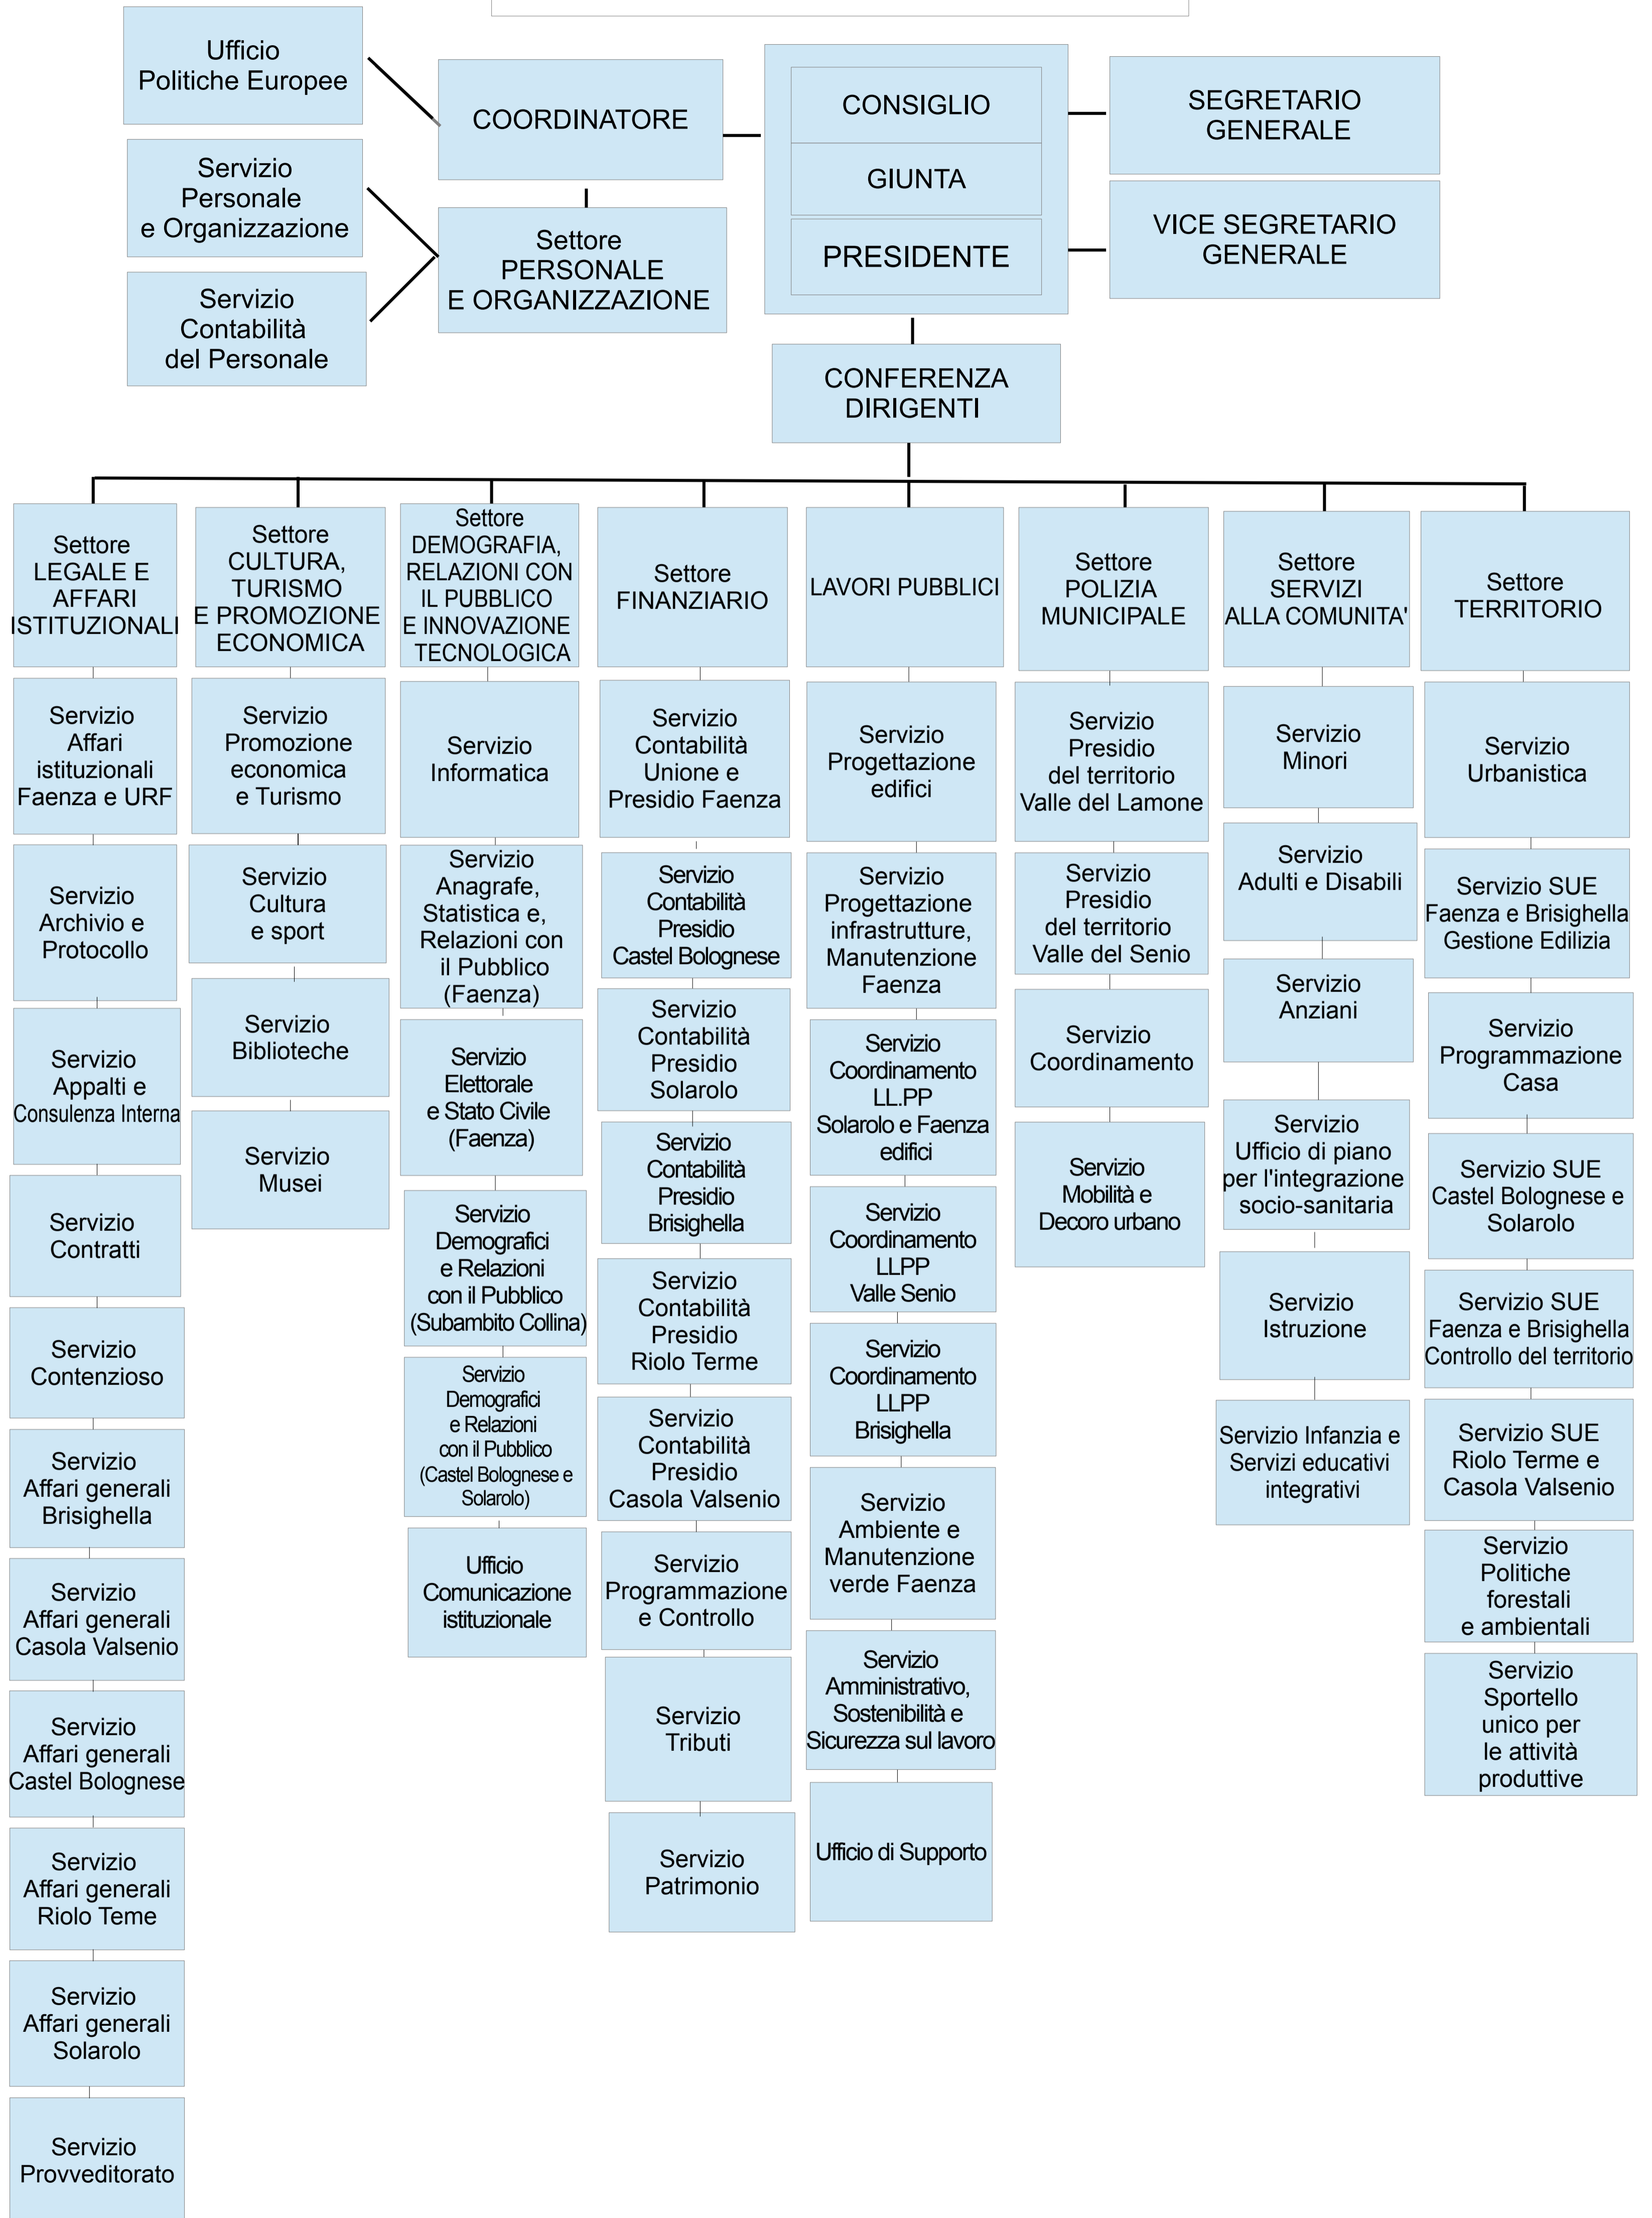 Ufficio
Politiche Europee
Servizio
Personale
e Organizzazione
Servizio
Contabilità
del Personale
COORDINATORE
Settore
PERSONALE
E ORGANIZZAZIONE
CONSIGLIO
GIUNTA
PRESIDENTE
SEGRETARIO
GENERALE
VICE SEGRETARIO
GENERALE
CONFERENZA
DIRIGENTI
Settore
LEGALE E
AFFARI
ISTITUZIONALI
Servizio
Affari
istituzionali
Faenza e URF
Servizio
Archivio e
Protocollo
Servizio
Appalti e
Consulenza Interna
Servizio
Contratti
Servizio
Contenzioso
Servizio
Affari generali
Brisighella
Servizio
Affari generali
Casola Valsenio
Servizio
Affari generali
Castel Bolognese
Servizio
Affari generali
Riolo Teme
Servizio
Affari generali
Solarolo
Servizio
Provveditorato
Settore
CULTURA,
TURISMO
E PROMOZIONE
ECONOMICA
Servizio
Promozione
economica
e Turismo
Servizio
Cultura
e sport
Servizio
Biblioteche
Servizio
Musei
Settore
DEMOGRAFIA,
RELAZIONI CON
IL PUBBLICO
E INNOVAZIONE
TECNOLOGICA
Servizio
Informatica
Servizio
Anagrafe,
Statistica e,
Relazioni con
il Pubblico
(Faenza)
Servizio
Elettorale
e Stato Civile
(Faenza)
Servizio
Demografici
e Relazioni
con il Pubblico
(Subambito Collina)
Servizio
Demografici
e Relazioni
con il Pubblico
(Castel Bolognese e
Solarolo)
Ufficio
Comunicazione
istituzionale
Settore
FINANZIARIO
Servizio
Contabilità
Unione e
Presidio Faenza
Servizio
Contabilità
Presidio
Castel Bolognese
Servizio
Contabilità
Presidio
Solarolo
Servizio
Contabilità
Presidio
Brisighella
Servizio
Contabilità
Presidio
Riolo Terme
Servizio
Contabilità
Presidio
Casola Valsenio
Servizio
Programmazione
e Controllo
Servizio
Tributi
Servizio
Patrimonio
LAVORI PUBBLICI
Servizio
Progettazione
edifici
Servizio
Progettazione
infrastrutture,
Manutenzione
Faenza
Servizio
Coordinamento
LL.PP
Solarolo e Faenza
edifici
Servizio
Coordinamento
LLPP
Valle Senio
Servizio
Coordinamento
LLPP
Brisighella
Servizio
Ambiente e
Manutenzione
verde Faenza
Servizio
Amministrativo,
Sostenibilità e
Sicurezza sul lavoro
Ufficio di Supporto
Settore
POLIZIA
MUNICIPALE
Servizio
Presidio
del territorio
Valle del Lamone
Servizio
Presidio
del territorio
Valle del Senio
Servizio
Coordinamento
Servizio
Mobilità e
Decoro urbano
Settore
SERVIZI
ALLA COMUNITA'
Servizio
Minori
Servizio
Adulti e Disabili
Servizio
Anziani
Servizio
Ufficio di piano
per l'integrazione
socio-sanitaria
Servizio
Istruzione
Servizio Infanzia e
Servizi educativi
integrativi
Settore
TERRITORIO
Servizio
Urbanistica
Servizio SUE
Faenza e Brisighella
Gestione Edilizia
Servizio
Programmazione
Casa
Servizio SUE
Castel Bolognese e
Solarolo
Servizio SUE
Faenza e Brisighella
Controllo del territorio
Servizio SUE
Riolo Terme e
Casola Valsenio
Servizio
Politiche
forestali
e ambientali
Servizio
Sportello
unico per
le attività
produttive